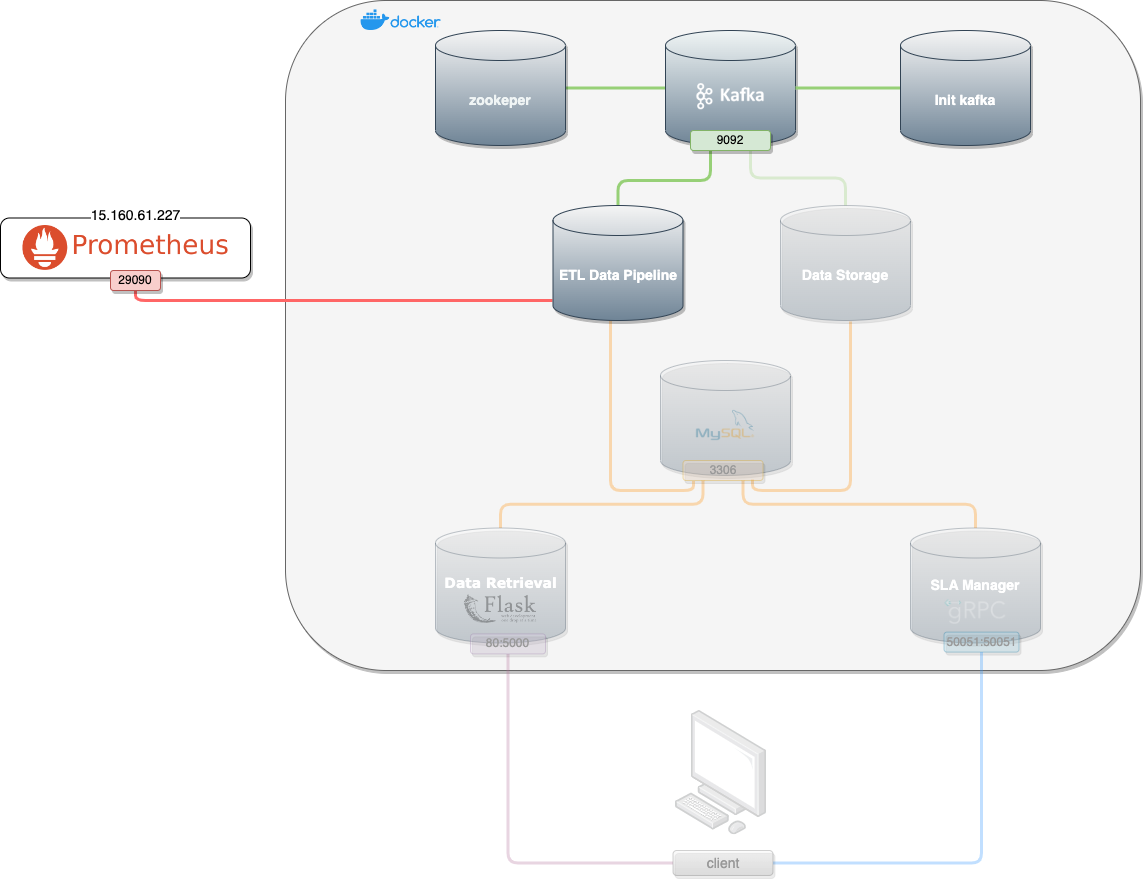 docker
zookeper
Kafka
Init kafka
9092
15.160.61.227
Prometheus
29090
ETL Data Pipeline
Data Storage
MySQL
3306
Data Retrieval
Flask
80:5000
SLA Manager
gRPC
50051:50051
client